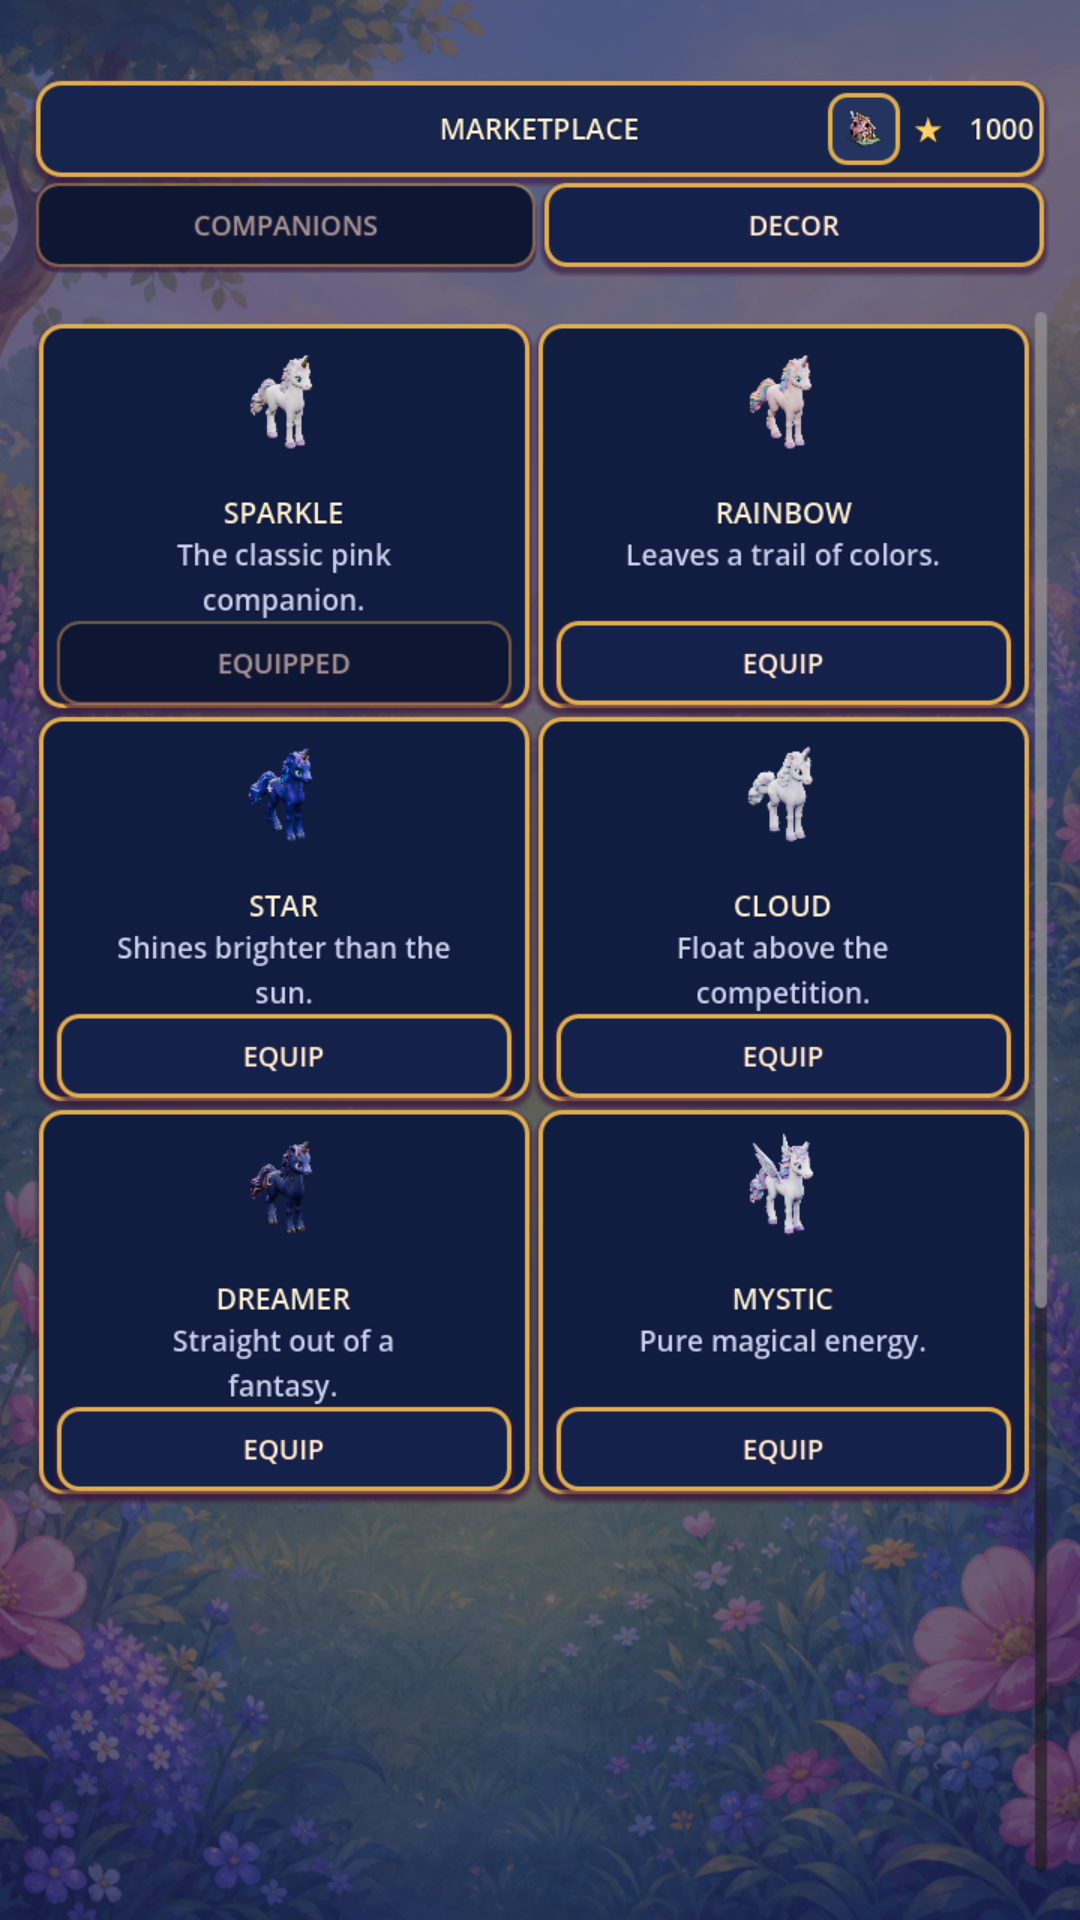 MARKETPLACE
1000
COMPANIONS
DECOR
SPARKLE
The classic pink
companion.
EQUIPPED
RAINBOW
Leaves a trail of colors.
EQUIP
STAR
Shines brighter than the
sun.
EQUIP
CLOUD
Float above the
competition.
EQUIP
DREAMER
Straight out of a
fantasy.
EQUIP
MYSTIC
Pure magical energy.
EQUIP